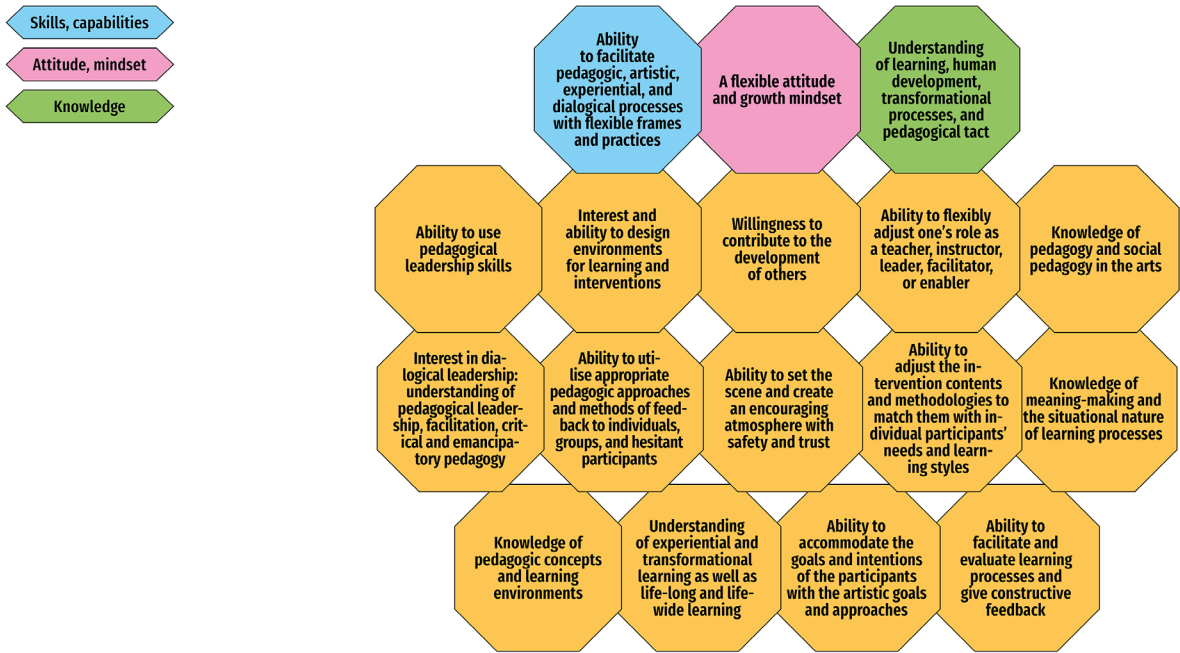 Skills, capabilities
Attitude, mindset
Knowledge
Ability
to facilitate
pedagogic, artistic,
experiential, and
dialogical processes
with flexible frames
and practices
A flexible attitude
and growth mindset
Understanding
of learning, human
development,
transformational
processes, and
pedagogical tact
Ability to use
pedagogical
leadership skills
Interest and
ability to design
environments
for learning and
interventions
Willingness to
contribute to the
development
of others
Ability to flexibly
adjust one’s role as
a teacher, instructor,
leader, facilitator,
or enabler
Knowledge of
pedagogy and social
pedagogy in the arts
Interest in dia-
logical leadership:
understanding of
pedagogical leader-
ship, facilitation, crit-
ical and emancipa-
tory pedagogy
Ability to uti-
lise appropriate
pedagogic approaches
and methods of feed-
back to individuals,
groups, and hesitant
participants
Ability to set the
scene and create
an encouraging
atmosphere with
safety and trust
Ability to
adjust the in-
tervention contents
and methodologies to
match them with in-
dividual participants’
needs and learn-
ing styles
Knowledge of
meaning-making and
the situational nature
of learning processes
Knowledge of
pedagogic concepts
and learning
environments
Understanding
of experiential and
transformational
learning as well as
life-long and life-
wide learning
Ability to
accommodate the
goals and intentions
of the participants
with the artistic goals
and approaches
Ability to
facilitate and
evaluate learning
processes and
give constructive
feedback